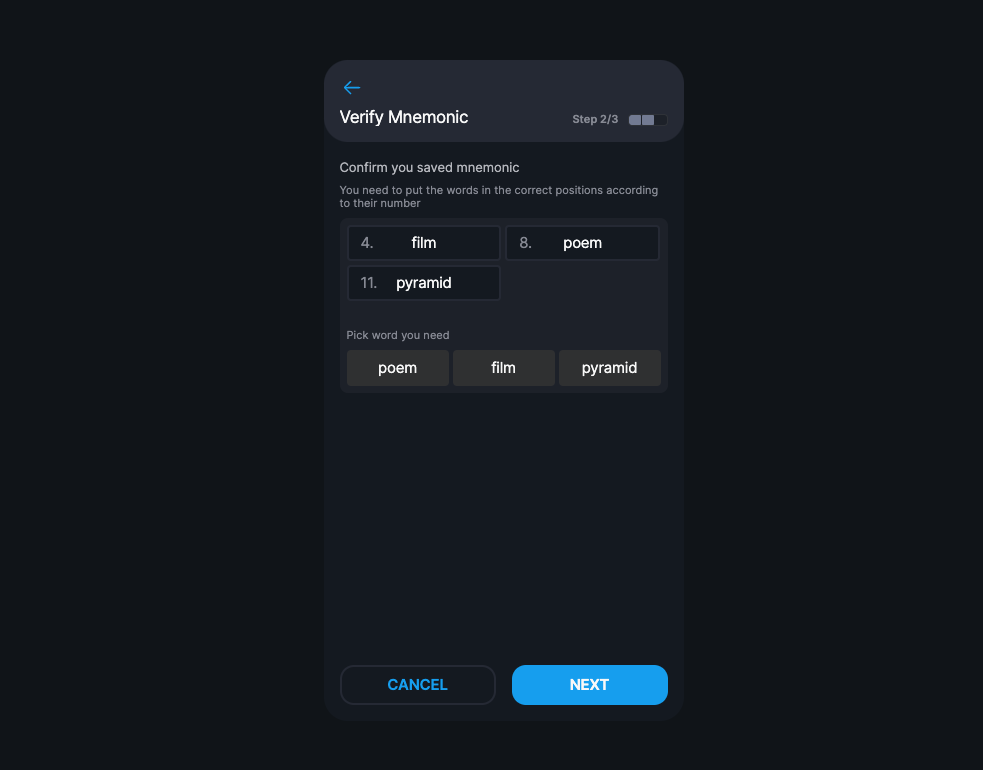 Verify Mnemonic
Step 2/3
Confirm you saved mnemonic
You need to put the words in the correct positions according
to their number
4. film
8. poem
11. pyramid
Pick word you need
poem film pyramid
CANCEL NEXT